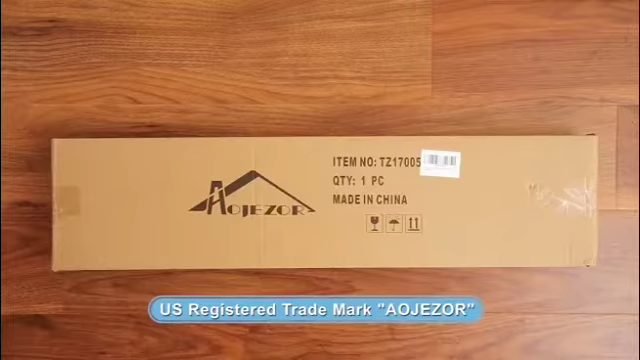 AOJEZOR
ITEM NO: TZ17005
QTY: 1 PC
MADE IN CHINA
US Registered Trade Mark "AOJEZOR"